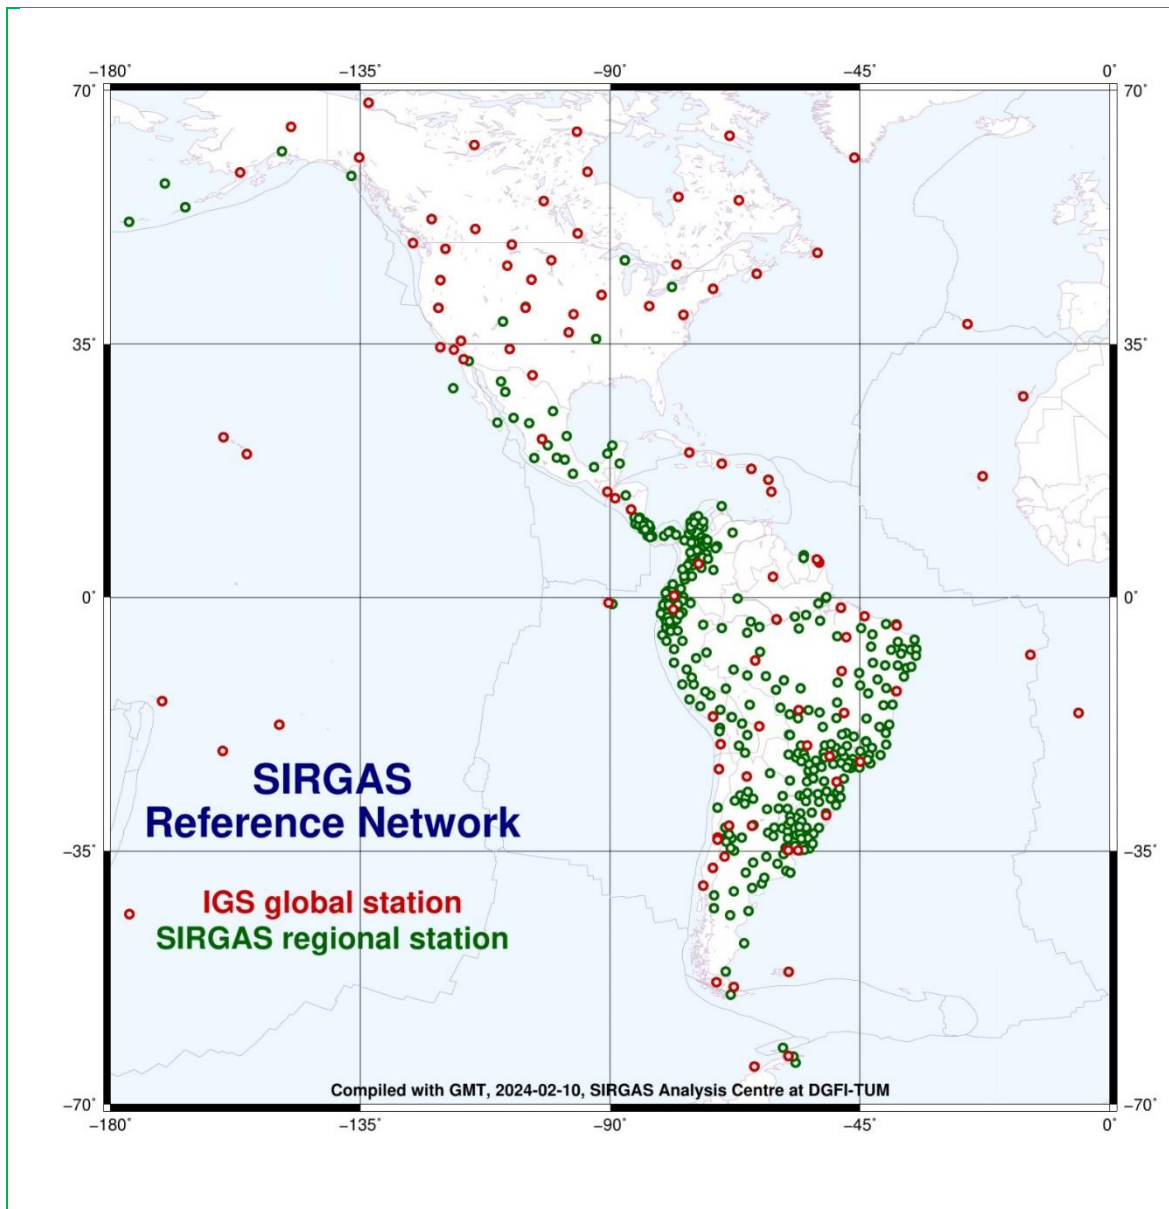 −180° −135° −90° −45° 0°
70° 70°
35° 35°
0° 0°
SIRGAS
Reference Network
−35° −35°
IGS global station
SIRGAS regional station
Compiled with GMT, 2024-02-10, SIRGAS Analysis Centre at DGFI-TUM
−70° −70°
−180° −135° −90° −45° 0°